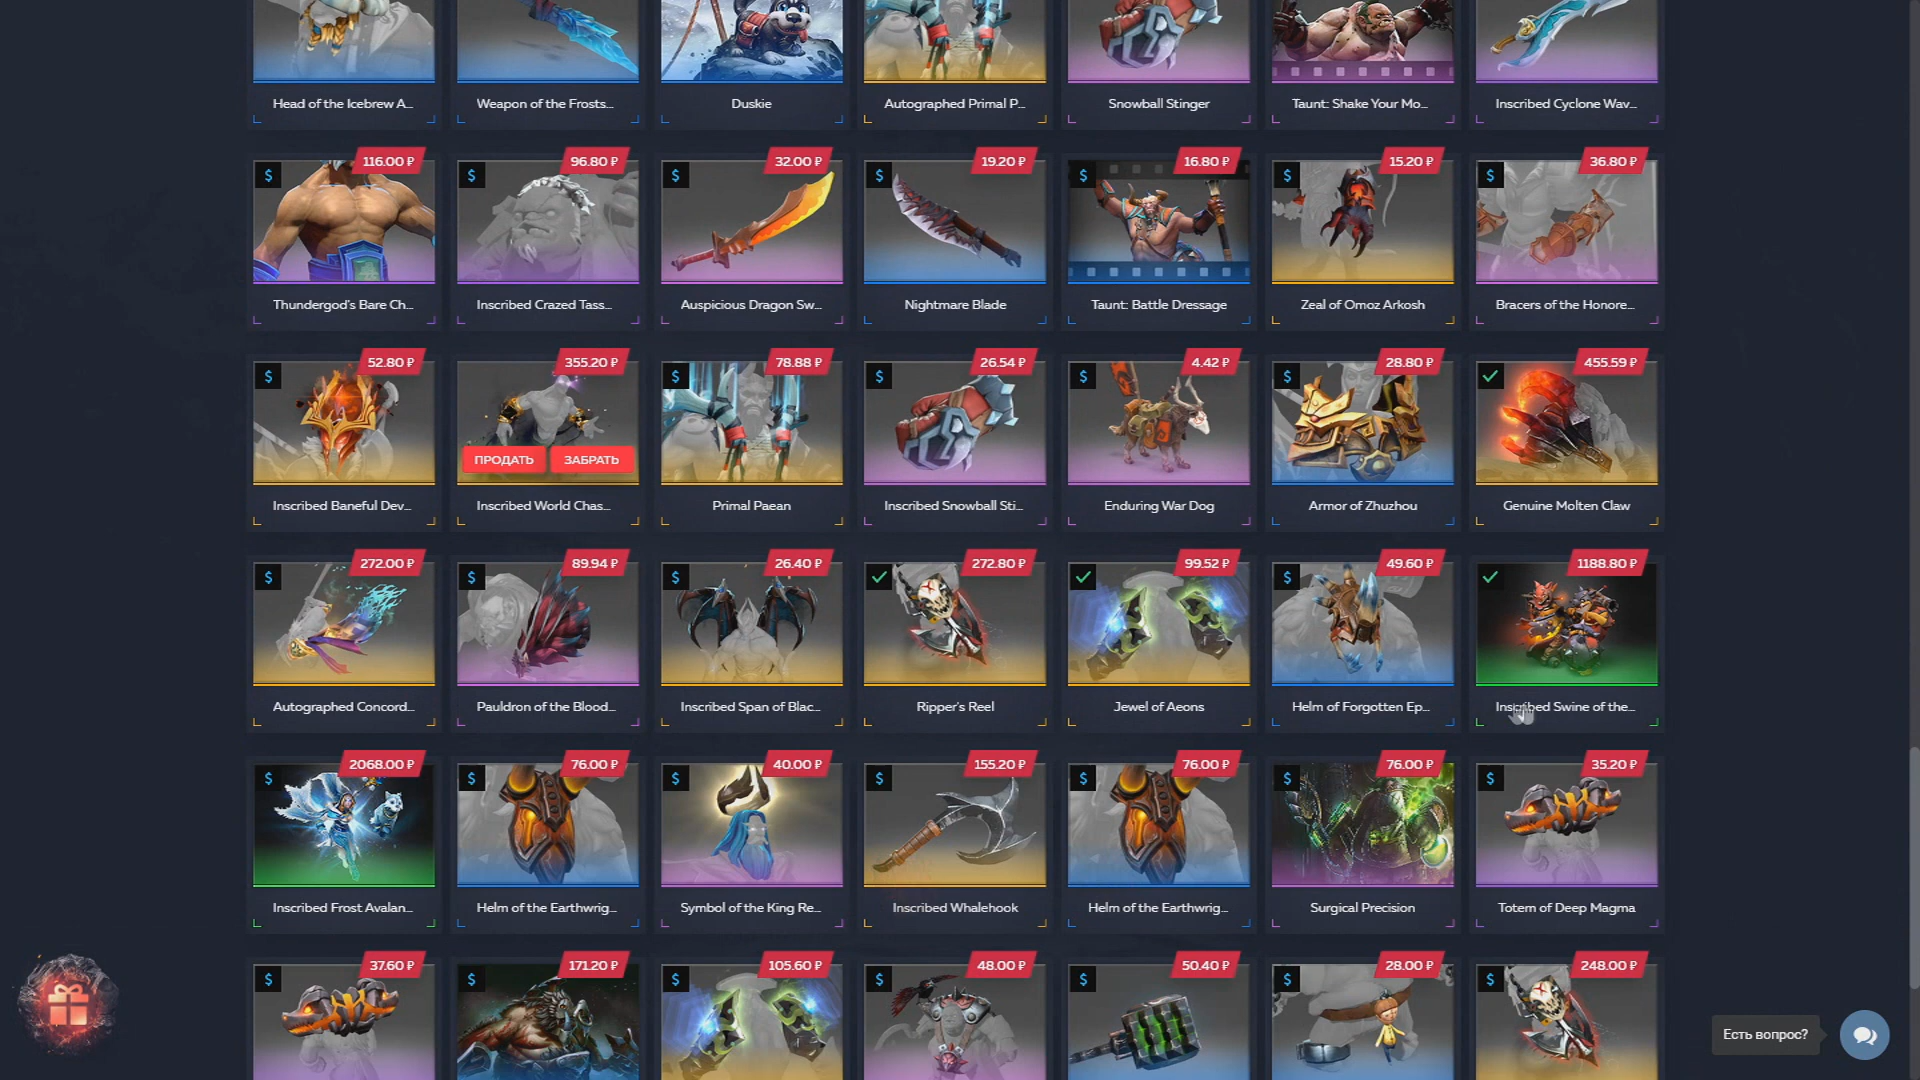 Head of the Icebrew A...
Weapon of the Frosts...
Duskie
Autographed Primal P...
Snowball Stinger
Taunt: Shake Your Mo...
Inscribed Cyclone Wav...
$ 116.00 ₽
$ 96.80 ₽
$ 32.00 ₽
$ 19.20 ₽
$ 16.80 ₽
$ 15.20 ₽
$ 36.80 ₽
Thundergod's Bare Ch...
Inscribed Crazed Tass...
Auspicious Dragon Sw...
Nightmare Blade
Taunt: Battle Dressage
Zeal of Omoz Arkosh
Bracers of the Honore...
$ 52.80 ₽
355.20 ₽
$ 78.88 ₽
$ 26.54 ₽
$ 4.42 ₽
$ 28.80 ₽
455.59 ₽
ПРОДАТЬ ЗАБРАТЬ
Inscribed Baneful Dev...
Inscribed World Chas...
Primal Paean
Inscribed Snowball Sti...
Enduring War Dog
Armor of Zhuzhou
Genuine Molten Claw
$ 272.00 ₽
$ 89.94 ₽
$ 26.40 ₽
272.80 ₽
99.52 ₽
$ 49.60 ₽
1188.80 ₽
Autographed Concord...
Pauldron of the Blood...
Inscribed Span of Blac...
Ripper's Reel
Jewel of Aeons
Helm of Forgotten Ep...
Inscribed Swine of the...
$ 2068.00 ₽
$ 76.00 ₽
$ 40.00 ₽
$ 155.20 ₽
$ 76.00 ₽
$ 76.00 ₽
$ 35.20 ₽
Inscribed Frost Avalan...
Helm of the Earthwrig...
Symbol of the King Re...
Inscribed Whalehook
Helm of the Earthwrig...
Surgical Precision
Totem of Deep Magma
$ 37.60 ₽
$ 171.20 ₽
$ 105.60 ₽
$ 48.00 ₽
$ 50.40 ₽
$ 28.00 ₽
$ 248.00 ₽
Есть вопрос?